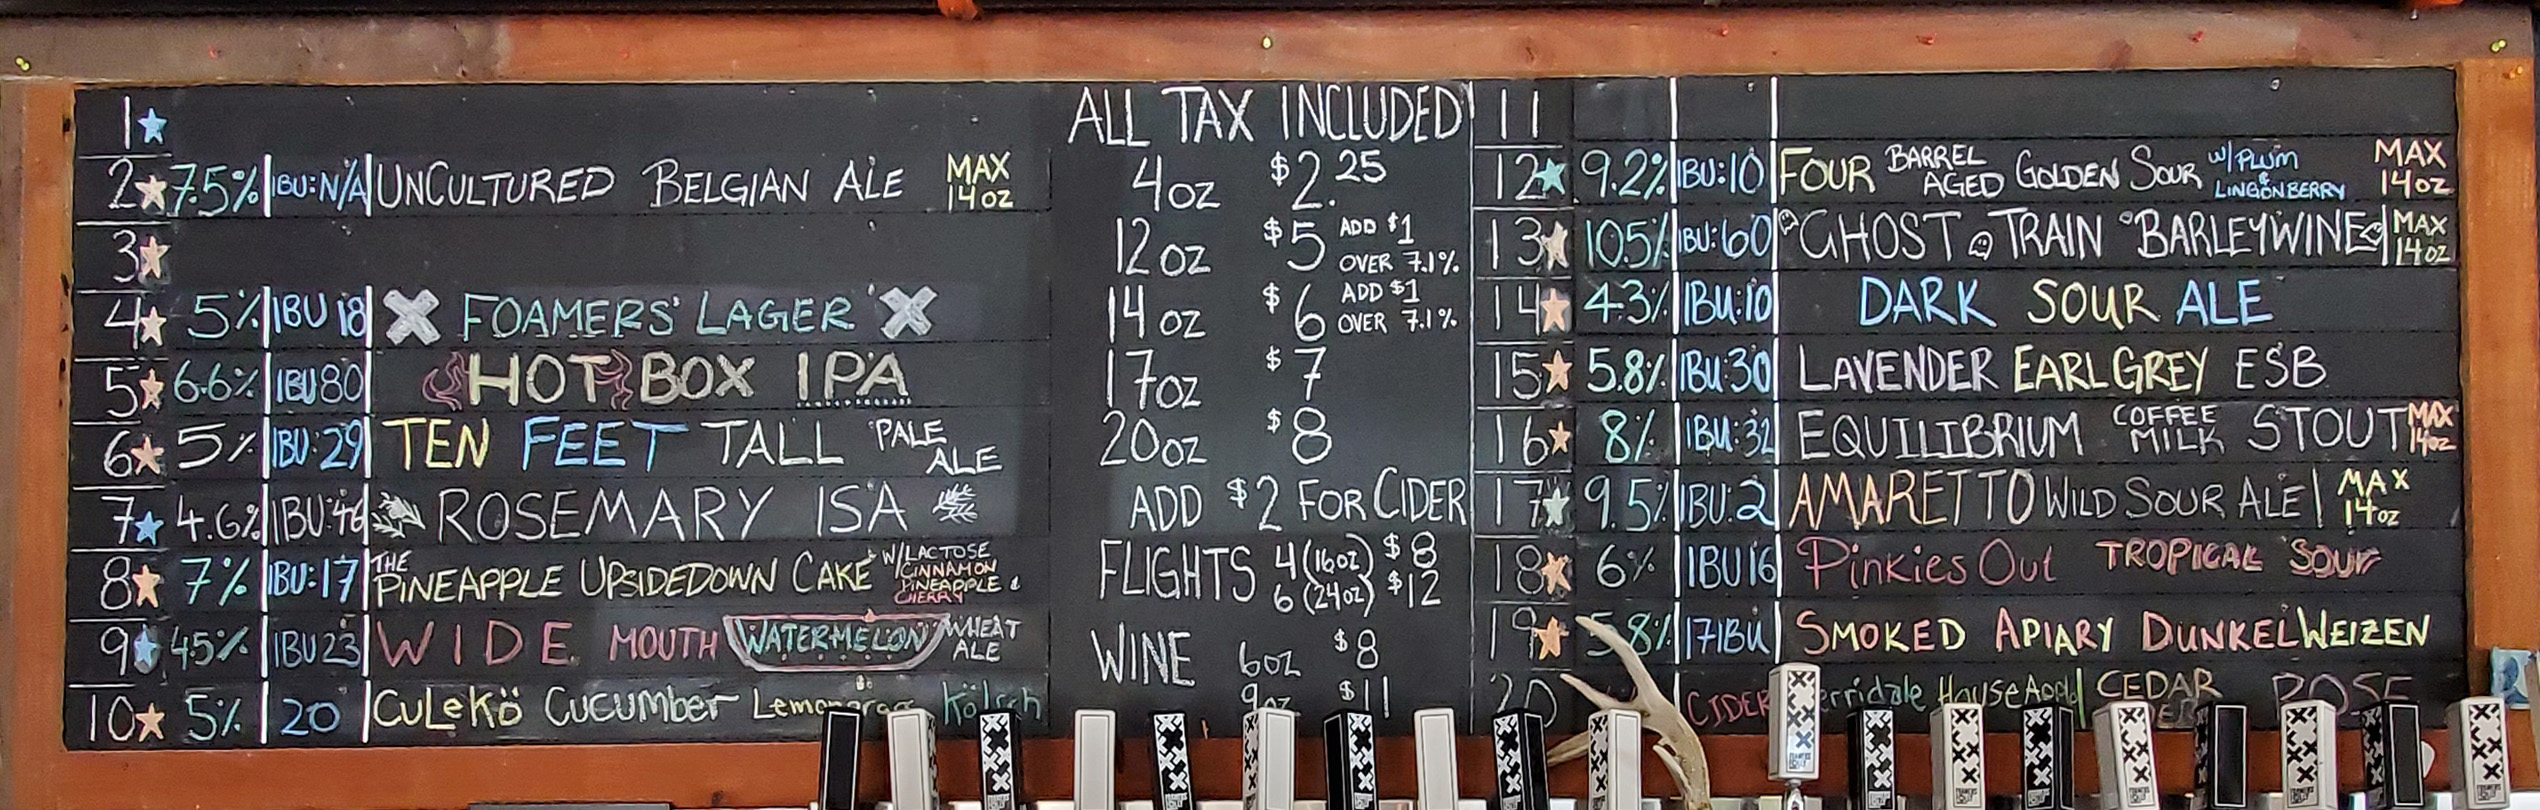 1
2 7.5% IBU:N/A UNCULTURED BELGIAN ALE MAX 14oz
3
4 5% IBU 18 FOAMERS' LAGER
5 6.6% IBU 80 HOT BOX IPA
6 5% IBU:29 TEN FEET TALL PALE ALE
7 4.6% IBU:46 ROSEMARY ISA
8 7% IBU:17 THE PINEAPPLE UPSIDEDOWN CAKE W/LACTOSE CINNAMON PINEAPPLE & CHERRY
9 4.5% IBU 23 WIDE MOUTH WATERMELON WHEAT ALE
10 5% 20 CULeKö Cucumber Lemongrass Kölsch
ALL TAX INCLUDED
4oz $2.25
12oz $5 ADD $1 OVER 7.1%
14oz $6 ADD $1 OVER 7.1%
17oz $7
20oz $8
ADD $2 FOR CIDER
FLIGHTS 4 (16oz) $8
6 (24oz) $12
WINE 6oz $8
9oz $11
11
12 9.2% IBU:10 FOUR BARREL AGED GOLDEN SOUR W/ PLUM & LINGONBERRY MAX 14oz
13 10.5% IBU:60 GHOST TRAIN BARLEYWINE MAX 14oz
14 4.3% IBU:10 DARK SOUR ALE
15 5.8% IBU:30 LAVENDER EARL GREY ESB
16 8% IBU:32 EQUILIBRIUM COFFEE MILK STOUT MAX 14oz
17 9.5% IBU:2 AMARETTO WILD SOUR ALE MAX 14oz
18 6% IBU 16 Pinkies Out TROPICAL SOUR
19 5.8% 17IBU SMOKED APIARY DUNKELWEIZEN
20 CIDER House Appl CEDAR ROSE